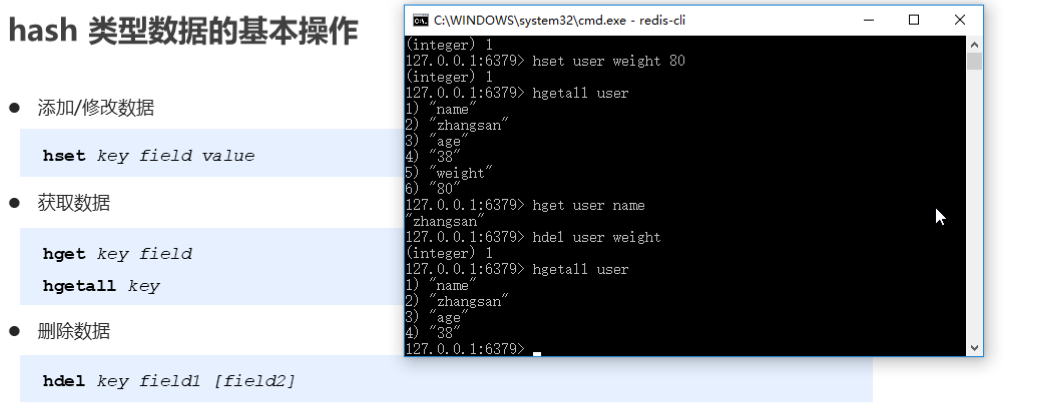 hash 类型数据的基本操作
● 添加/修改数据
hset key field value
● 获取数据
hget key field
hgetall key
● 删除数据
hdel key field1 [field2]
C:\WINDOWS\system32\cmd.exe - redis-cli
(integer) 1
127.0.0.1:6379> hset user weight 80
(integer) 1
127.0.0.1:6379> hgetall user
1) "name"
2) "zhangsan"
3) "age"
4) "38"
5) "weight"
6) "80"
127.0.0.1:6379> hget user name
"zhangsan"
127.0.0.1:6379> hdel user weight
(integer) 1
127.0.0.1:6379> hgetall user
1) "name"
2) "zhangsan"
3) "age"
4) "38"
127.0.0.1:6379>